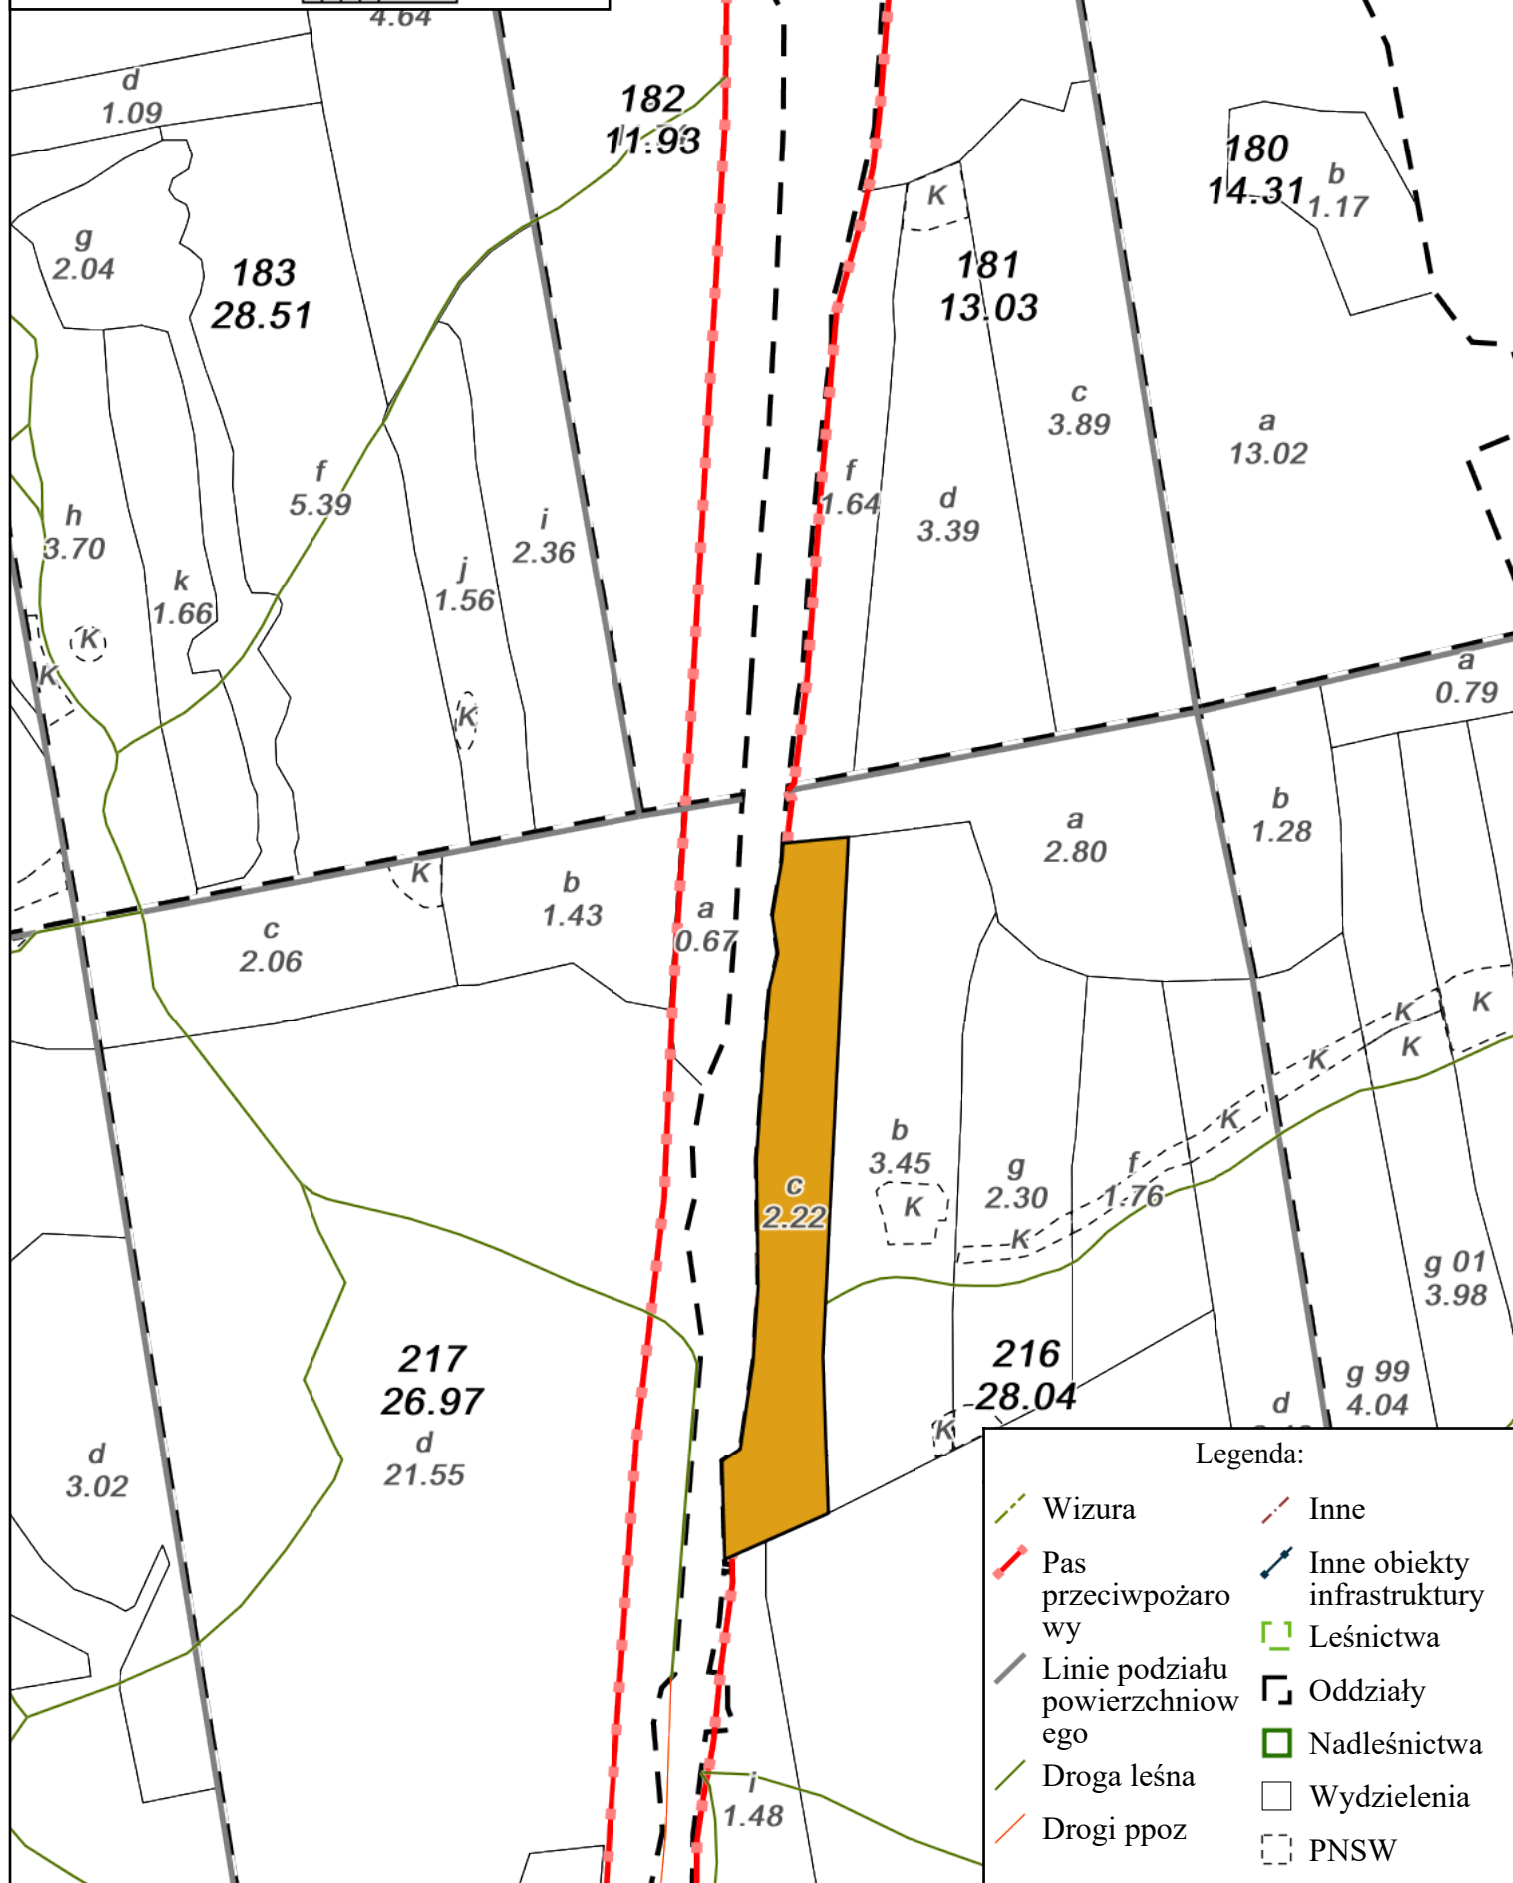 4.64
d
1.09
182
11.93
180
14.31
b
1.17
K
g
2.04
183
28.51
181
13.03
c
3.89
a
13.02
f
5.39
f
1.64
d
3.39
h
3.70
i
2.36
j
1.56
k
1.66
K
K
K
a
0.79
a
2.80
b
1.28
K
b
1.43
a
0.67
c
2.06
K
K
K
K
K
b
3.45
g
2.30
f
1.76
c
2.22
K
K
g 01
3.98
217
26.97
216
28.04
g 99
4.04
d
K
d
21.55
d
3.02
i
1.48
Legenda:
Wizura
Pas
przeciwpożaro
wy
Linie podziału
powierzchniow
ego
Droga leśna
Drogi ppoz
Inne
Inne obiekty
infrastruktury
Leśnictwa
Oddziały
Nadleśnictwa
Wydzielenia
PNSW